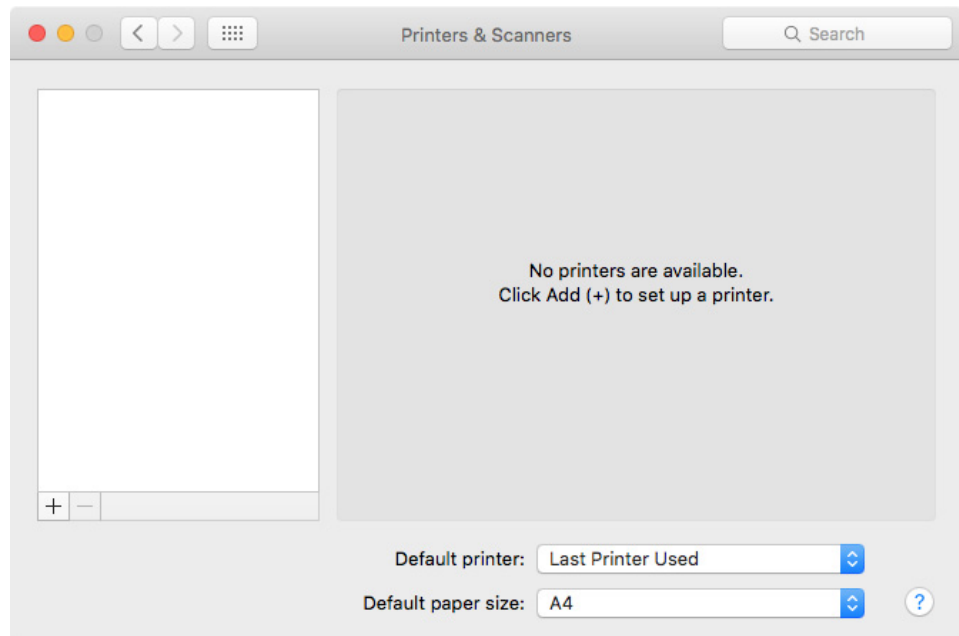 Printers & Scanners
Search
No printers are available.
Click Add (+) to set up a printer.
+ −
Default printer: Last Printer Used
Default paper size: A4
?